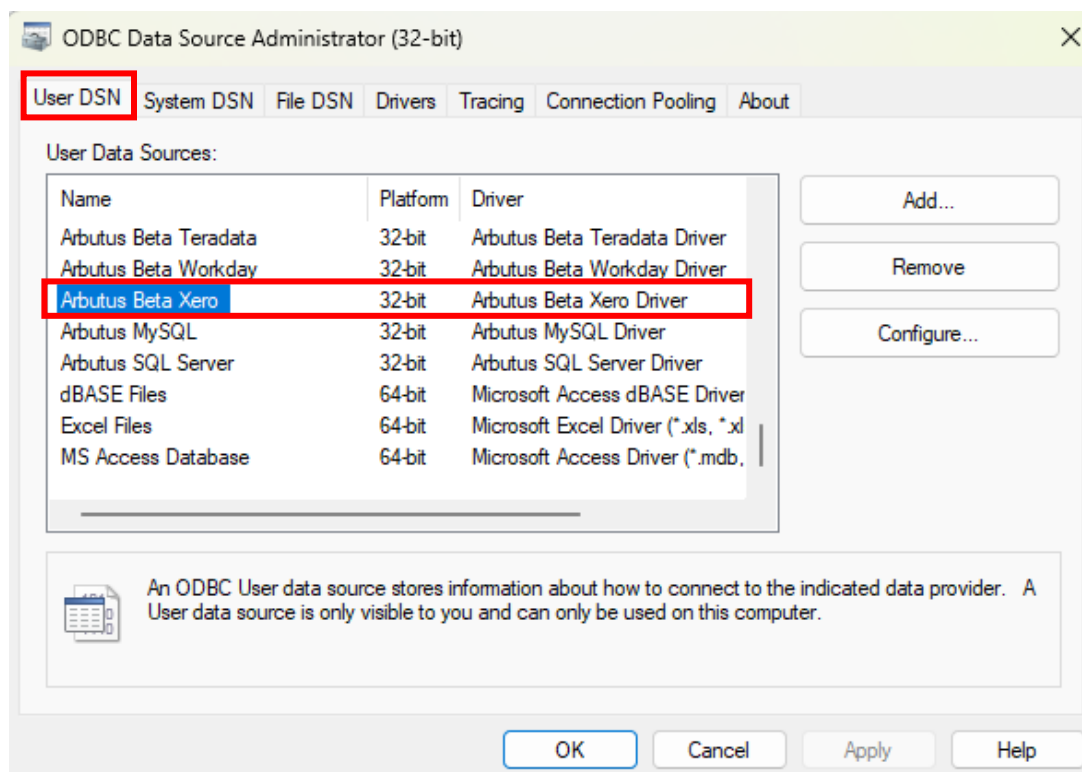 ODBC Data Source Administrator (32-bit)
User DSN System DSN File DSN Drivers Tracing Connection Pooling About
User Data Sources:
Name Platform Driver
Arbutus Beta Teradata 32-bit Arbutus Beta Teradata Driver
Arbutus Beta Workday 32-bit Arbutus Beta Workday Driver
Arbutus Beta Xero 32-bit Arbutus Beta Xero Driver
Arbutus MySQL 32-bit Arbutus MySQL Driver
Arbutus SQL Server 32-bit Arbutus SQL Server Driver
dBASE Files 64-bit Microsoft Access dBASE Driver
Excel Files 64-bit Microsoft Excel Driver (*.xls, *.xl
MS Access Database 64-bit Microsoft Access Driver (*.mdb,
Add...
Remove
Configure...
An ODBC User data source stores information about how to connect to the indicated data provider. A
User data source is only visible to you and can only be used on this computer.
OK Cancel Apply Help